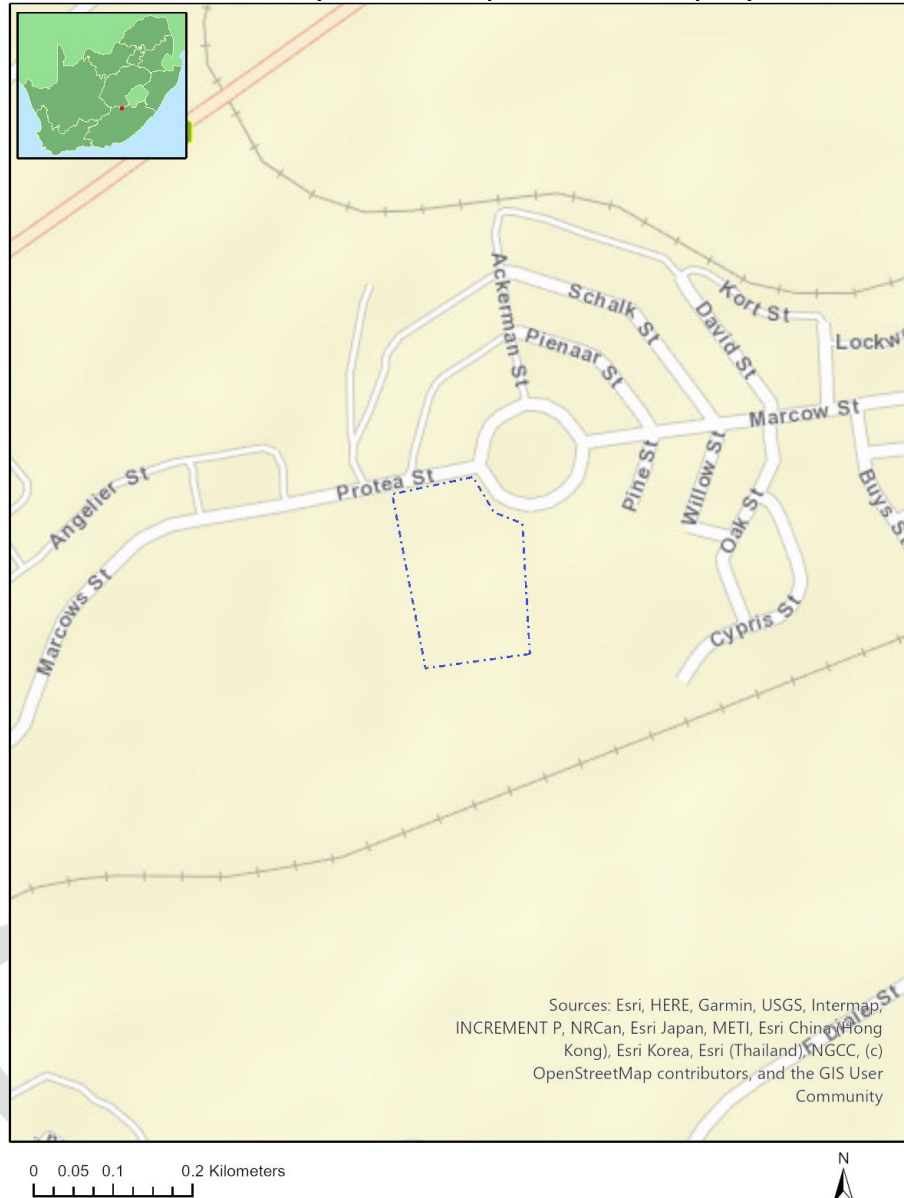 Ackerman St
Schalk St
Kort St
David St
Pienaar St
Marcow St
Protea St
Angelier St
Pine St
Willow St
Oak St
Marcows St
Cypris St
Sources: Esri, HERE, Garmin, USGS, Intermap,
INCREMENT P, NRCan, Esri Japan, METI, Esri China (Hong
Kong), Esri Korea, Esri (Thailand), NGCC, (c)
OpenStreetMap contributors, and the GIS User
Community
0 0.05 0.1 0.2 Kilometers
N